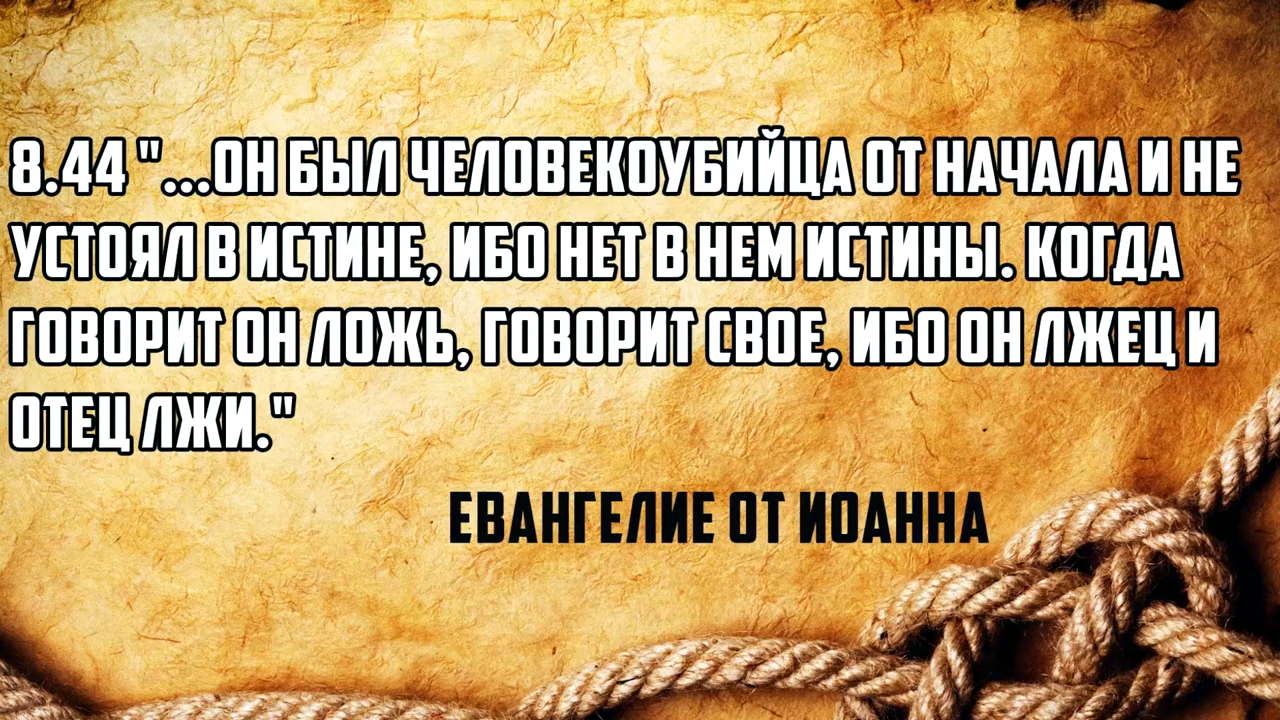 8.44 "...ОН БЫЛ ЧЕЛОВЕКОУБИЙЦА ОТ НАЧАЛА И НЕ
УСТОЯЛ В ИСТИНЕ, ИБО НЕТ В НЕМ ИСТИНЫ. КОГДА
ГОВОРИТ ОН ЛОЖЬ, ГОВОРИТ СВОЕ, ИБО ОН ЛЖЕЦ И
ОТЕЦ ЛЖИ."
ЕВАНГЕЛИЕ ОТ ИОАННА